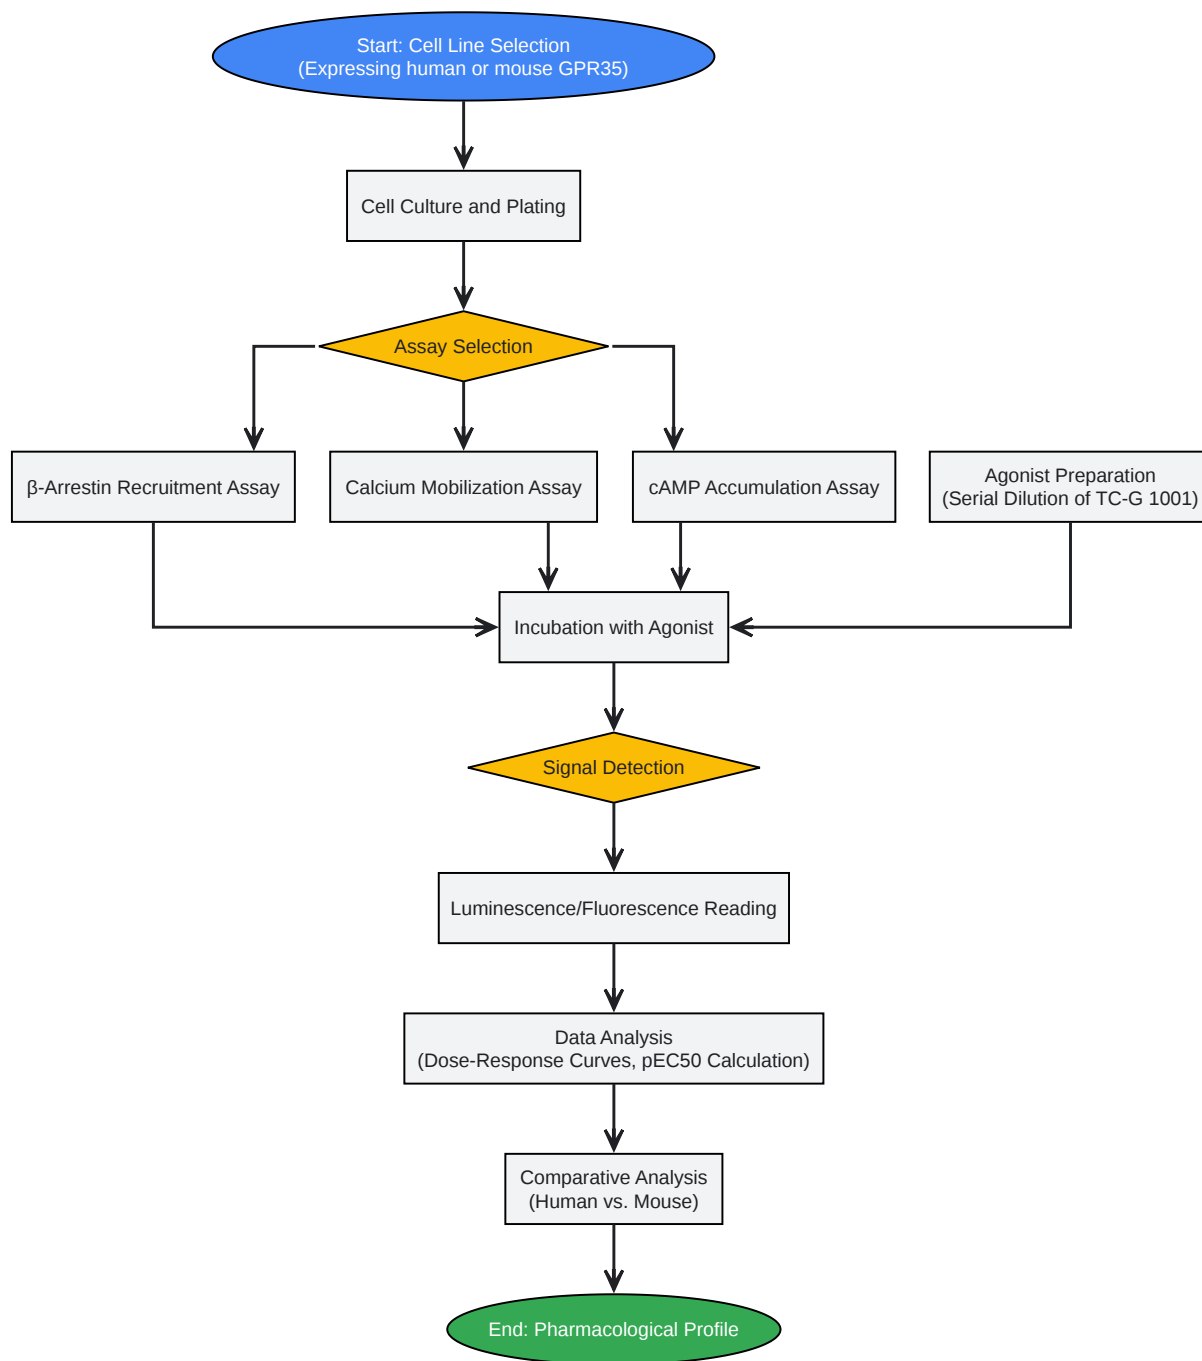 Start: Cell Line Selection
(Expressing human or mouse GPR35)
Cell Culture and Plating
Assay Selection
β-Arrestin Recruitment Assay
Calcium Mobilization Assay
cAMP Accumulation Assay
Agonist Preparation
(Serial Dilution of TC-G 1001)
Incubation with Agonist
Signal Detection
Luminescence/Fluorescence Reading
Data Analysis
(Dose-Response Curves, pEC50 Calculation)
Comparative Analysis
(Human vs. Mouse)
End: Pharmacological Profile